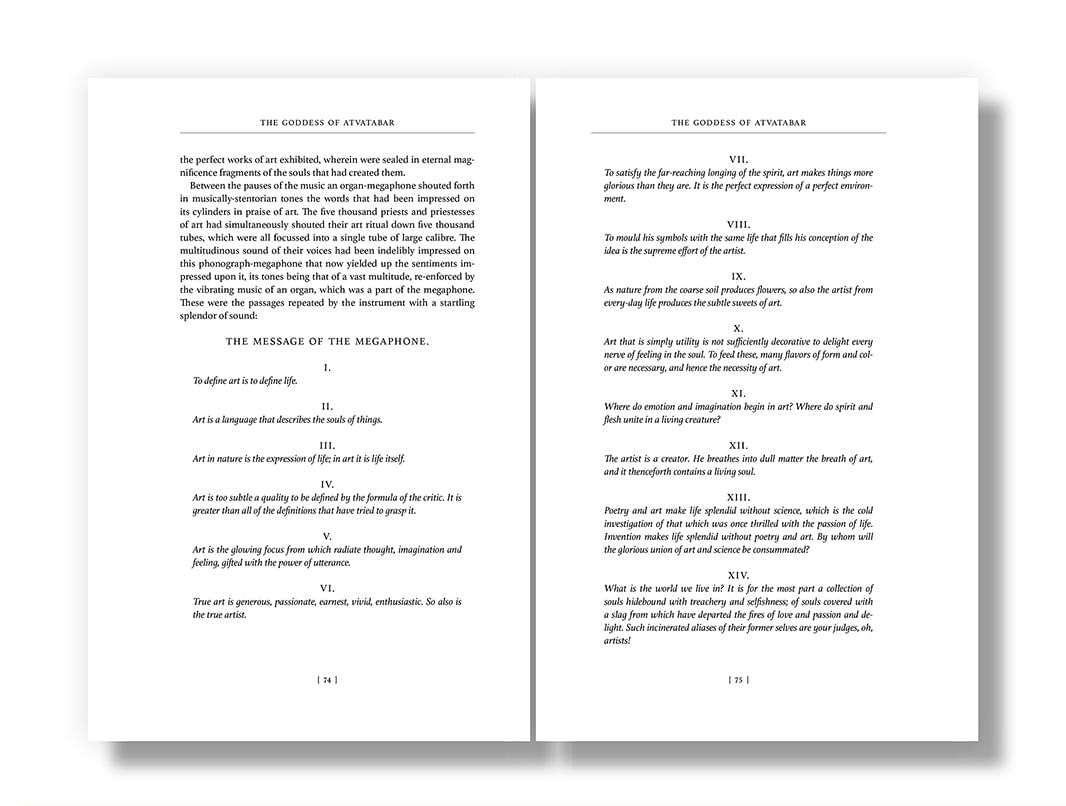 THE GODDESS OF ATVATABAR
the perfect works of art exhibited, wherein were sealed in eternal mag-
nificence fragments of the souls that had created them.
Between the pauses of the music an organ-megaphone shouted forth
in musically-stentorian tones the words that had been impressed on
its cylinders in praise of art. The five thousand priests and priestesses
of art had simultaneously shouted their art ritual down five thousand
tubes, which were all focussed into a single tube of large calibre. The
multitudinous sound of their voices had been indelibly impressed on
this phonograph-megaphone that now yielded up the sentiments im-
pressed upon it, its tones being that of a vast multitude, re-enforced by
the vibrating music of an organ, which was a part of the megaphone.
These were the passages repeated by the instrument with a startling
splendor of sound:
THE MESSAGE OF THE MEGAPHONE.
I.
To define art is to define life.
II.
Art is a language that describes the souls of things.
III.
Art in nature is the expression of life; in art it is life itself.
IV.
Art is too subtle a quality to be defined by the formula of the critic. It is
greater than all of the definitions that have tried to grasp it.
V.
Art is the glowing focus from which radiate thought, imagination and
feeling, gifted with the power of utterance.
VI.
True art is generous, passionate, earnest, vivid, enthusiastic. So also is
the true artist.
[ 74 ]
THE GODDESS OF ATVATABAR
VII.
To satisfy the far-reaching longing of the spirit, art makes things more
glorious than they are. It is the perfect expression of a perfect environ-
ment.
VIII.
To mould his symbols with the same life that fills his conception of the
idea is the supreme effort of the artist.
IX.
As nature from the coarse soil produces flowers, so also the artist from
every-day life produces the subtle sweets of art.
X.
Art that is simply utility is not sufficiently decorative to delight every
nerve of feeling in the soul. To feed these, many flavors of form and col-
or are necessary, and hence the necessity of art.
XI.
Where do emotion and imagination begin in art? Where do spirit and
flesh unite in a living creature?
XII.
The artist is a creator. He breathes into dull matter the breath of art,
and it thenceforth contains a living soul.
XIII.
Poetry and art make life splendid without science, which is the cold
investigation of that which was once thrilled with the passion of life.
Invention makes life splendid without poetry and art. By whom will
the glorious union of art and science be consummated?
XIV.
What is the world we live in? It is for the most part a collection of
souls hidebound with treachery and selfishness; of souls covered with
a slag from which have departed the fires of love and passion and de-
light. Such incinerated aliases of their former selves are your judges, oh,
artists!
[ 75 ]